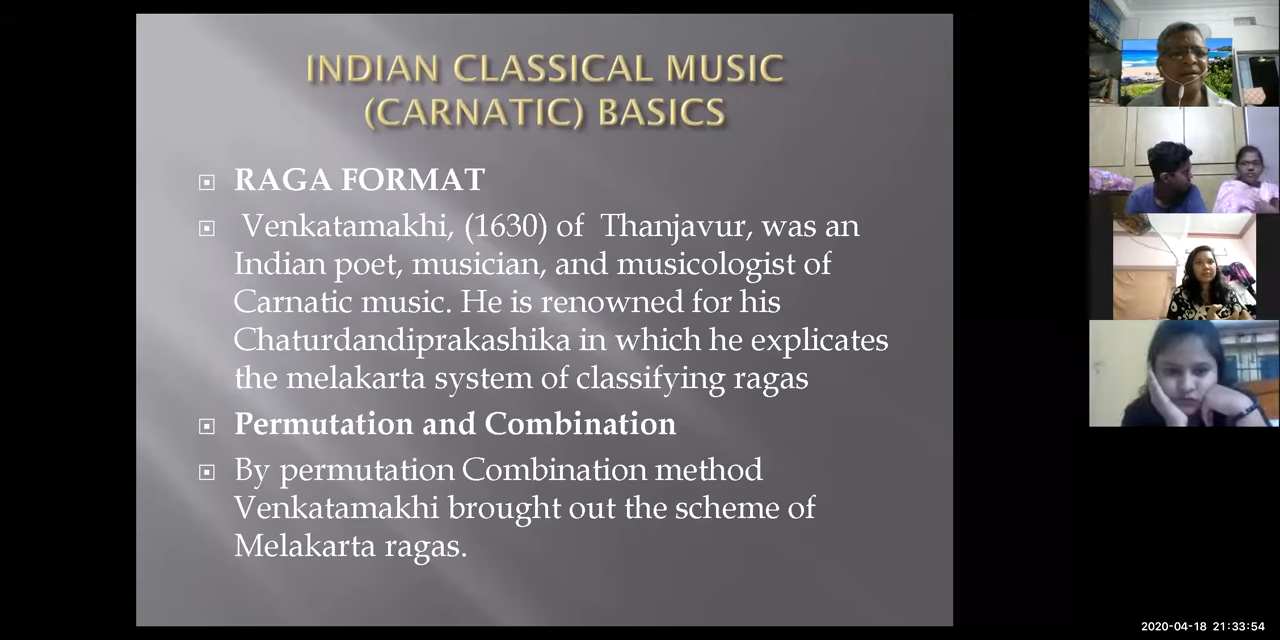 INDIAN CLASSICAL MUSIC
(CARNATIC) BASICS
RAGA FORMAT
Venkatamakhi, (1630) of Thanjavur, was an
Indian poet, musician, and musicologist of
Carnatic music. He is renowned for his
Chaturdandiprakashika in which he explicates
the melakarta system of classifying ragas
Permutation and Combination
By permutation Combination method
Venkatamakhi brought out the scheme of
Melakarta ragas.
2020-04-18 21:33:54